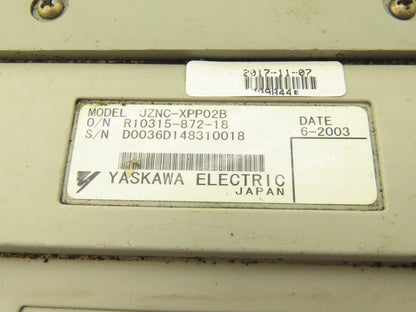 2017-11-07
MODEL JZNC-XPP02B
O/N R10315-872-18
S/N D0036D148310018
DATE
6-2003
YASKAWA ELECTRIC
JAPAN